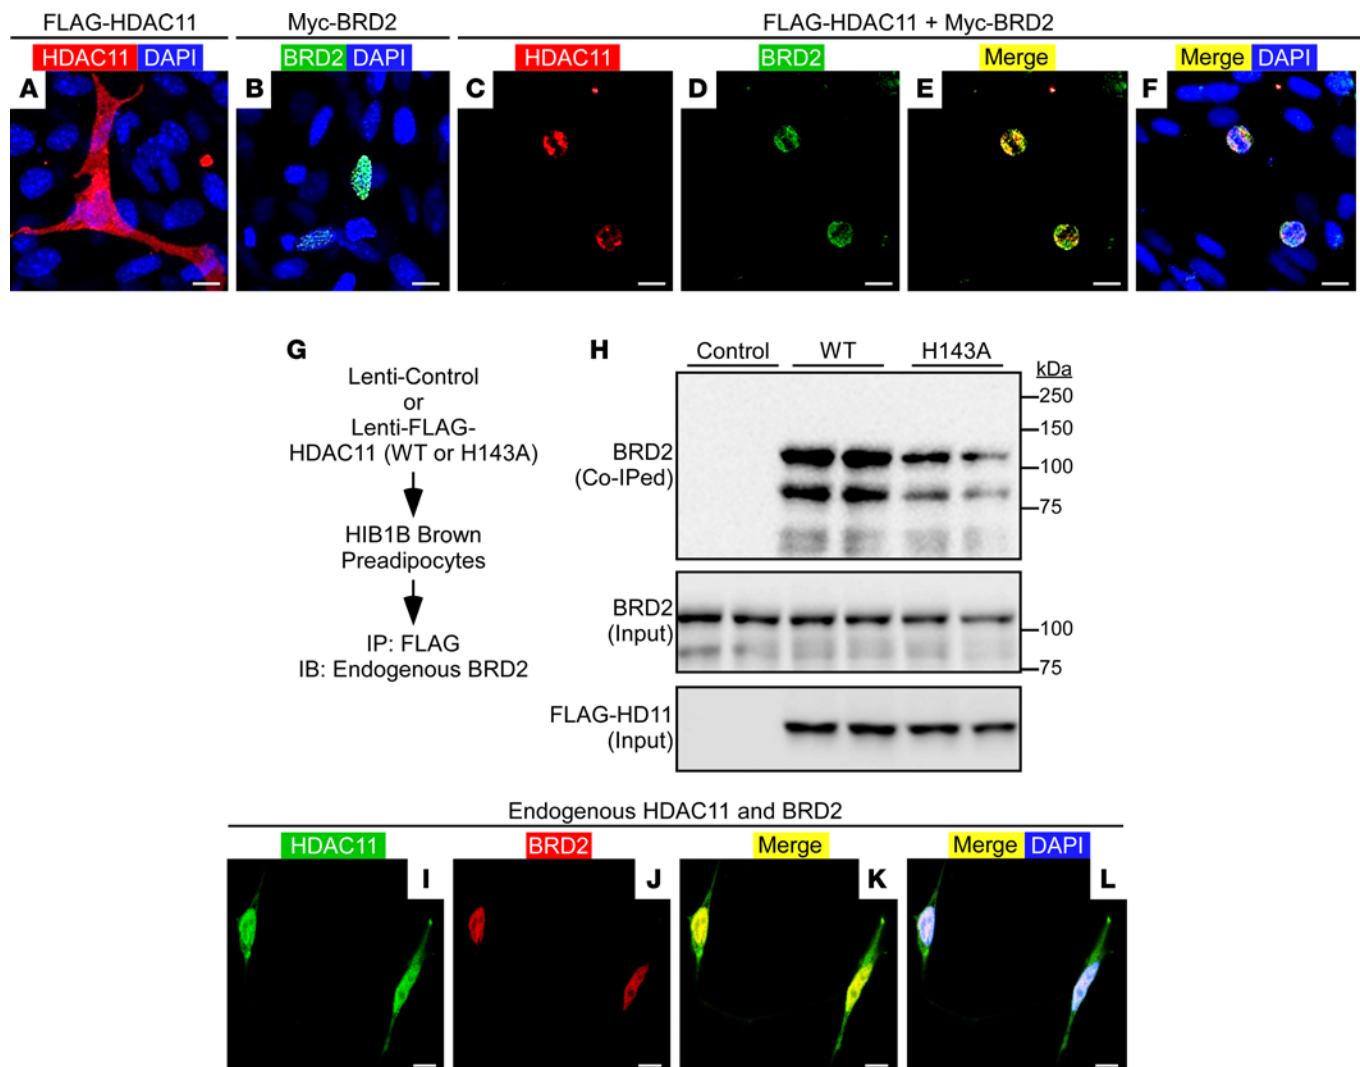 FLAG-HDAC11
Myc-BRD2
FLAG-HDAC11 + Myc-BRD2
HDAC11 DAPI
BRD2 DAPI
HDAC11
BRD2
Merge
Merge DAPI
A
B
C
D
E
F
G
Lenti-Control
or
Lenti-FLAG-
HDAC11 (WT or H143A)
HIB1B Brown
Preadipocytes
IP: FLAG
IB: Endogenous BRD2
H
Control
WT
H143A
kDa
250
150
100
75
BRD2
(Co-IPed)
BRD2
(Input)
100
75
FLAG-HD11
(Input)
Endogenous HDAC11 and BRD2
HDAC11
BRD2
Merge
Merge DAPI
I
J
K
L